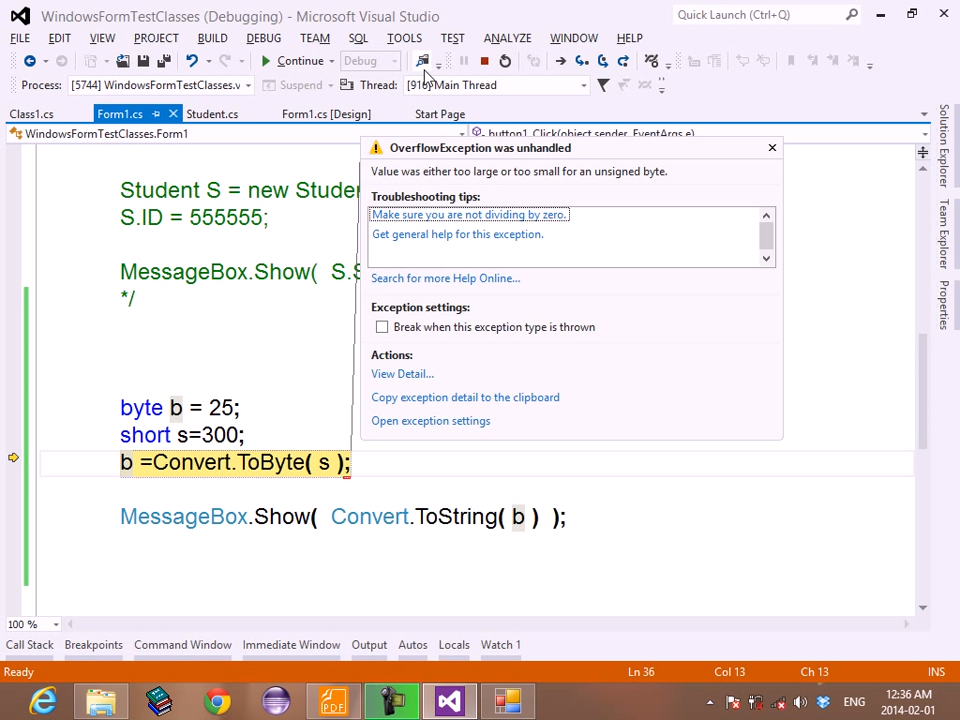 WindowsFormTestClasses (Debugging) - Microsoft Visual Studio
Quick Launch (Ctrl+Q)
FILE EDIT VIEW PROJECT BUILD DEBUG TEAM SQL TOOLS TEST ANALYZE WINDOW HELP
Continue Debug
Process: [5744] WindowsFormTestClasses.v Suspend Thread: Main Thread
Class1.cs Form1.cs Student.cs Form1.cs [Design] Start Page
WindowsFormTestClasses.Form1 button1_Click(object sender, EventArgs e)
OverflowException was unhandled
Value was either too large or too small for an unsigned byte.
Troubleshooting tips:
Make sure you are not dividing by zero.
Get general help for this exception.
Search for more Help Online...
Exception settings:
Break when this exception type is thrown
Actions:
View Detail...
Copy exception detail to the clipboard
Open exception settings
Student S = new Studen
S.ID = 555555;
MessageBox.Show( S.S
*/
byte b = 25;
short s=300;
b =Convert.ToByte( s );
MessageBox.Show( Convert.ToString( b ) );
Solution Explorer
Team Explorer
Properties
100 %
Call Stack Breakpoints Command Window Immediate Window Output Autos Locals Watch 1
Ready Ln 36 Col 13 Ch 13 INS
PDF
ENG
12:36 AM
2014-02-01